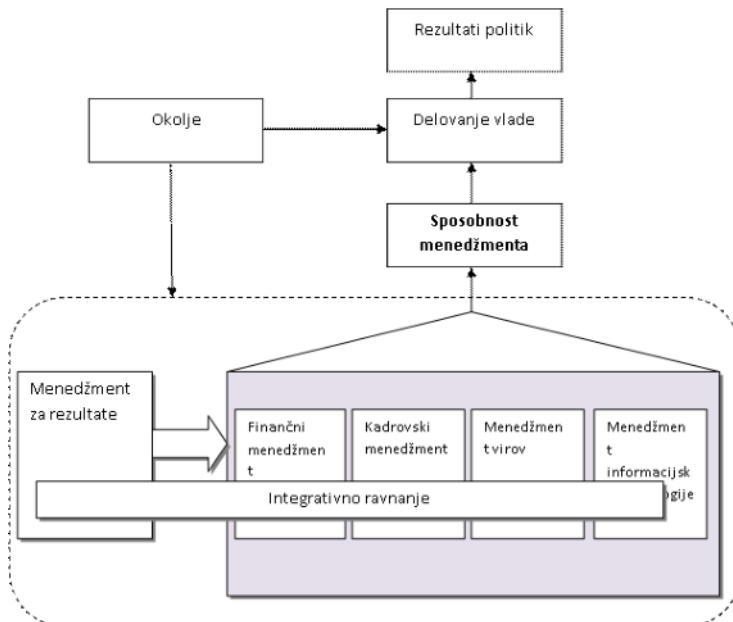 Rezultati politik
Okolje
Delovanje vlade
Sposobnost
menedžmenta
Menedžment
za rezultate
Finančni
menedžmen
t
Kadrovski
menedžment
Menedžmen
t virov
Menedžmen
t
informacijsk
Integrativno ravnanje